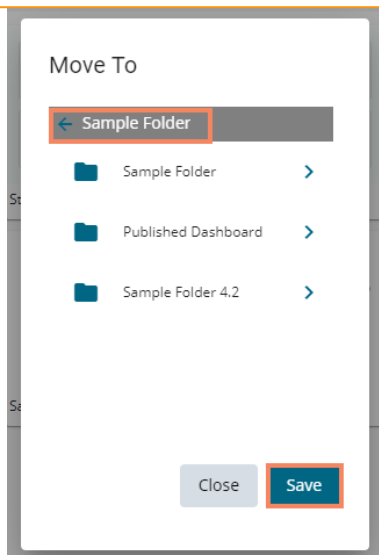 Move To
Sample Folder
Sample Folder
Published Dashboard
Sample Folder 4.2
Close Save